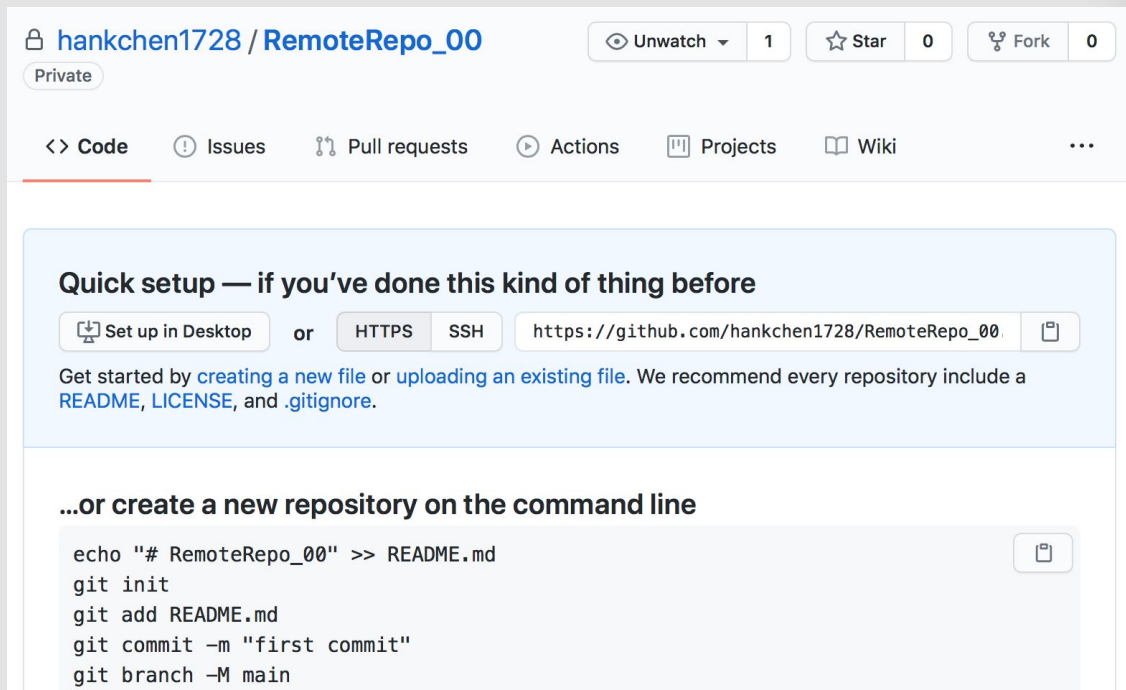 hankchen1728 / RemoteRepo_00
Unwatch 1 Star 0 Fork 0
Private
Code Issues Pull requests Actions Projects Wiki ...
Quick setup — if you’ve done this kind of thing before
Set up in Desktop or HTTPS SSH https://github.com/hankchen1728/RemoteRepo_00.
Get started by creating a new file or uploading an existing file. We recommend every repository include a
README, LICENSE, and .gitignore.
…or create a new repository on the command line
echo "# RemoteRepo_00" >> README.md
git init
git add README.md
git commit -m "first commit"
git branch -M main